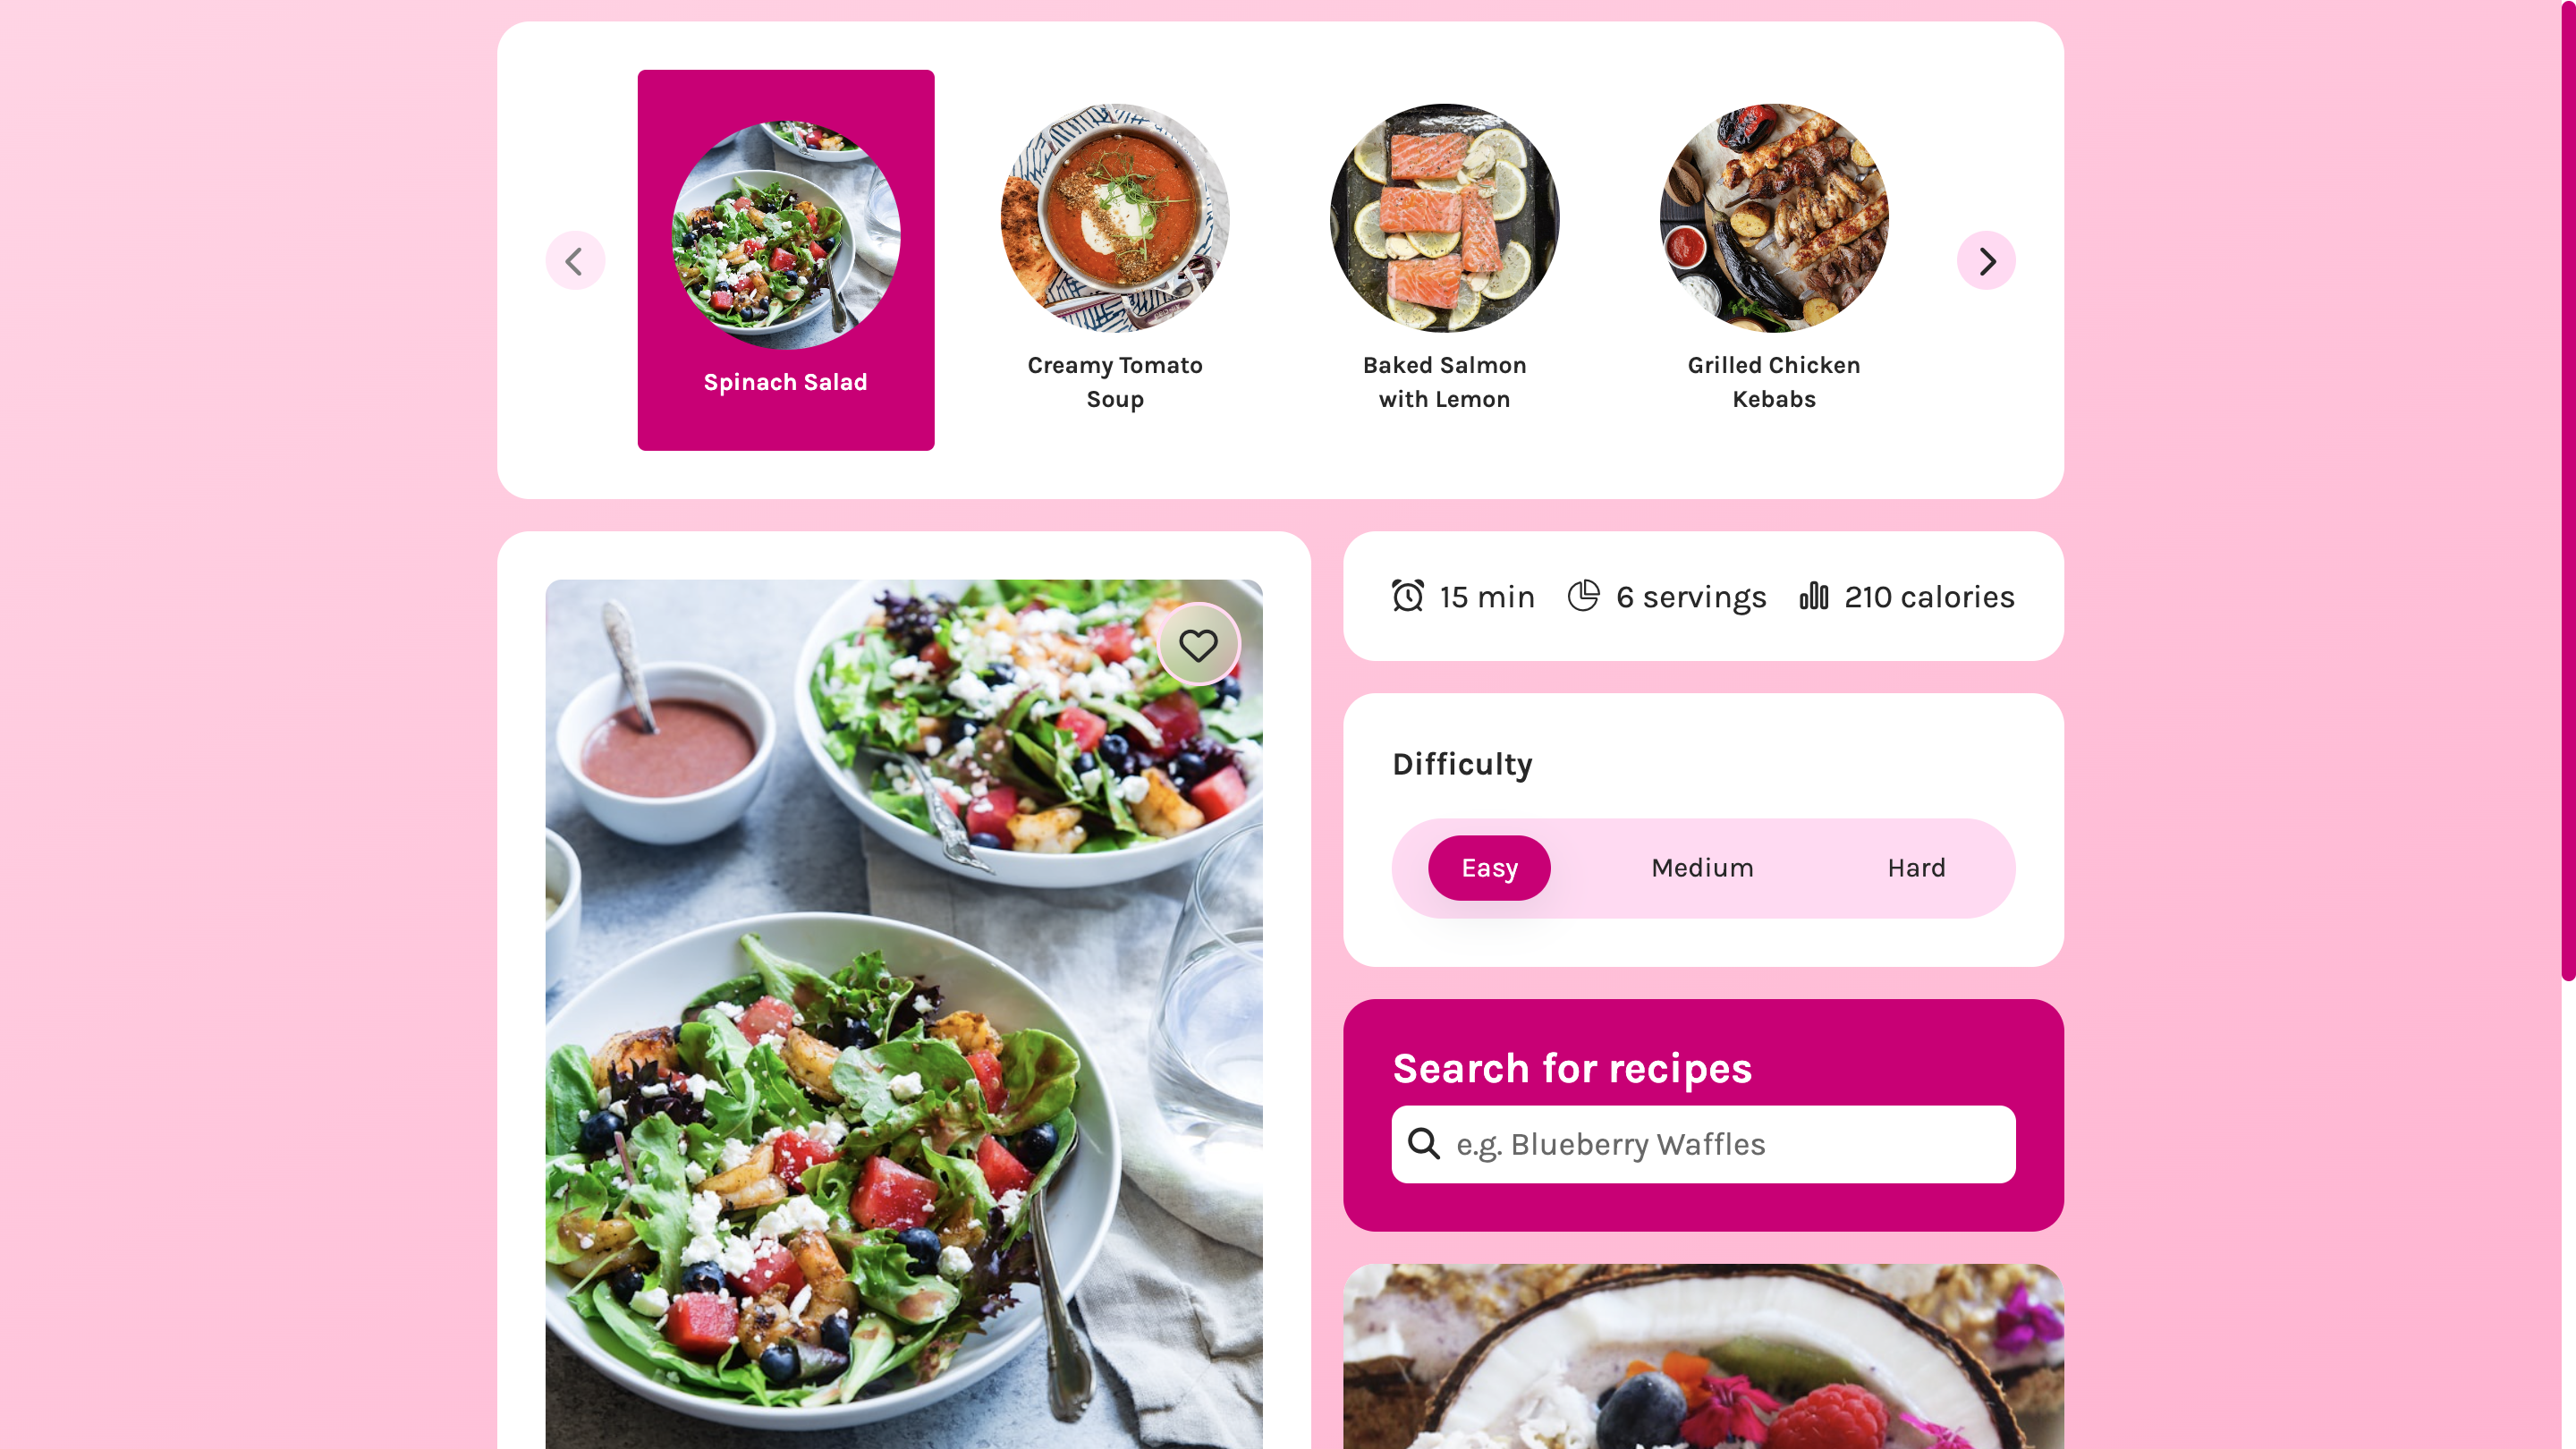 Spinach Salad
Creamy Tomato
Soup
Baked Salmon
with Lemon
Grilled Chicken
Kebabs
15 min
6 servings
210 calories
Difficulty
Easy
Medium
Hard
Search for recipes
e.g. Blueberry Waffles